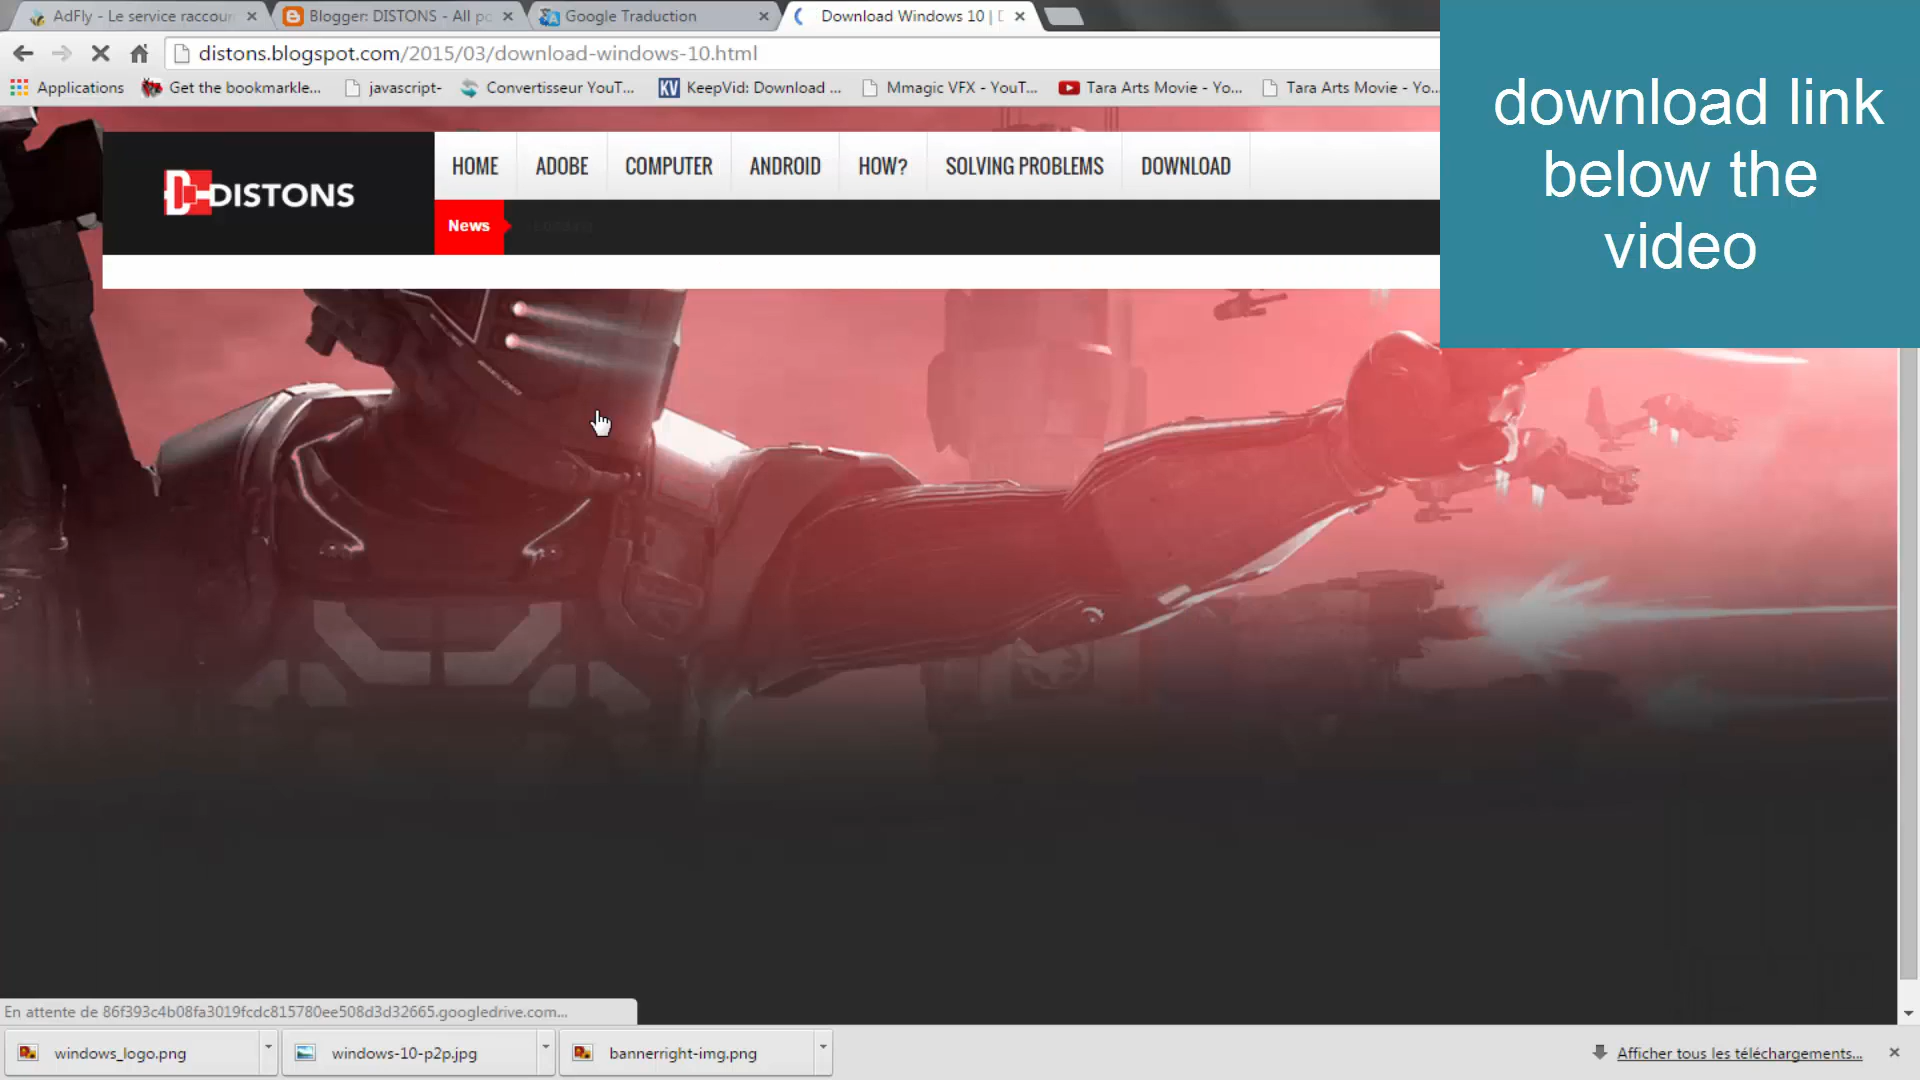 AdFly - Le service raccour
Blogger: DISTONS - All po
Google Traduction
Download Windows 10 | D
distons.blogspot.com/2015/03/download-windows-10.html
Applications
Get the bookmarkle...
javascript-
Convertisseur YouT...
KV
KeepVid: Download ...
Mmagic VFX - YouT...
Tara Arts Movie - Yo...
Tara Arts Movie - Yo...
download link
below the
video
DISTONS
HOME
ADOBE
COMPUTER
ANDROID
HOW?
SOLVING PROBLEMS
DOWNLOAD
News
En attente de 86f393c4b08fa3019fcdc815780ee508d3d32665.googledrive.com...
windows_logo.png
windows-10-p2p.jpg
bannerright-img.png
Afficher tous les téléchargements...